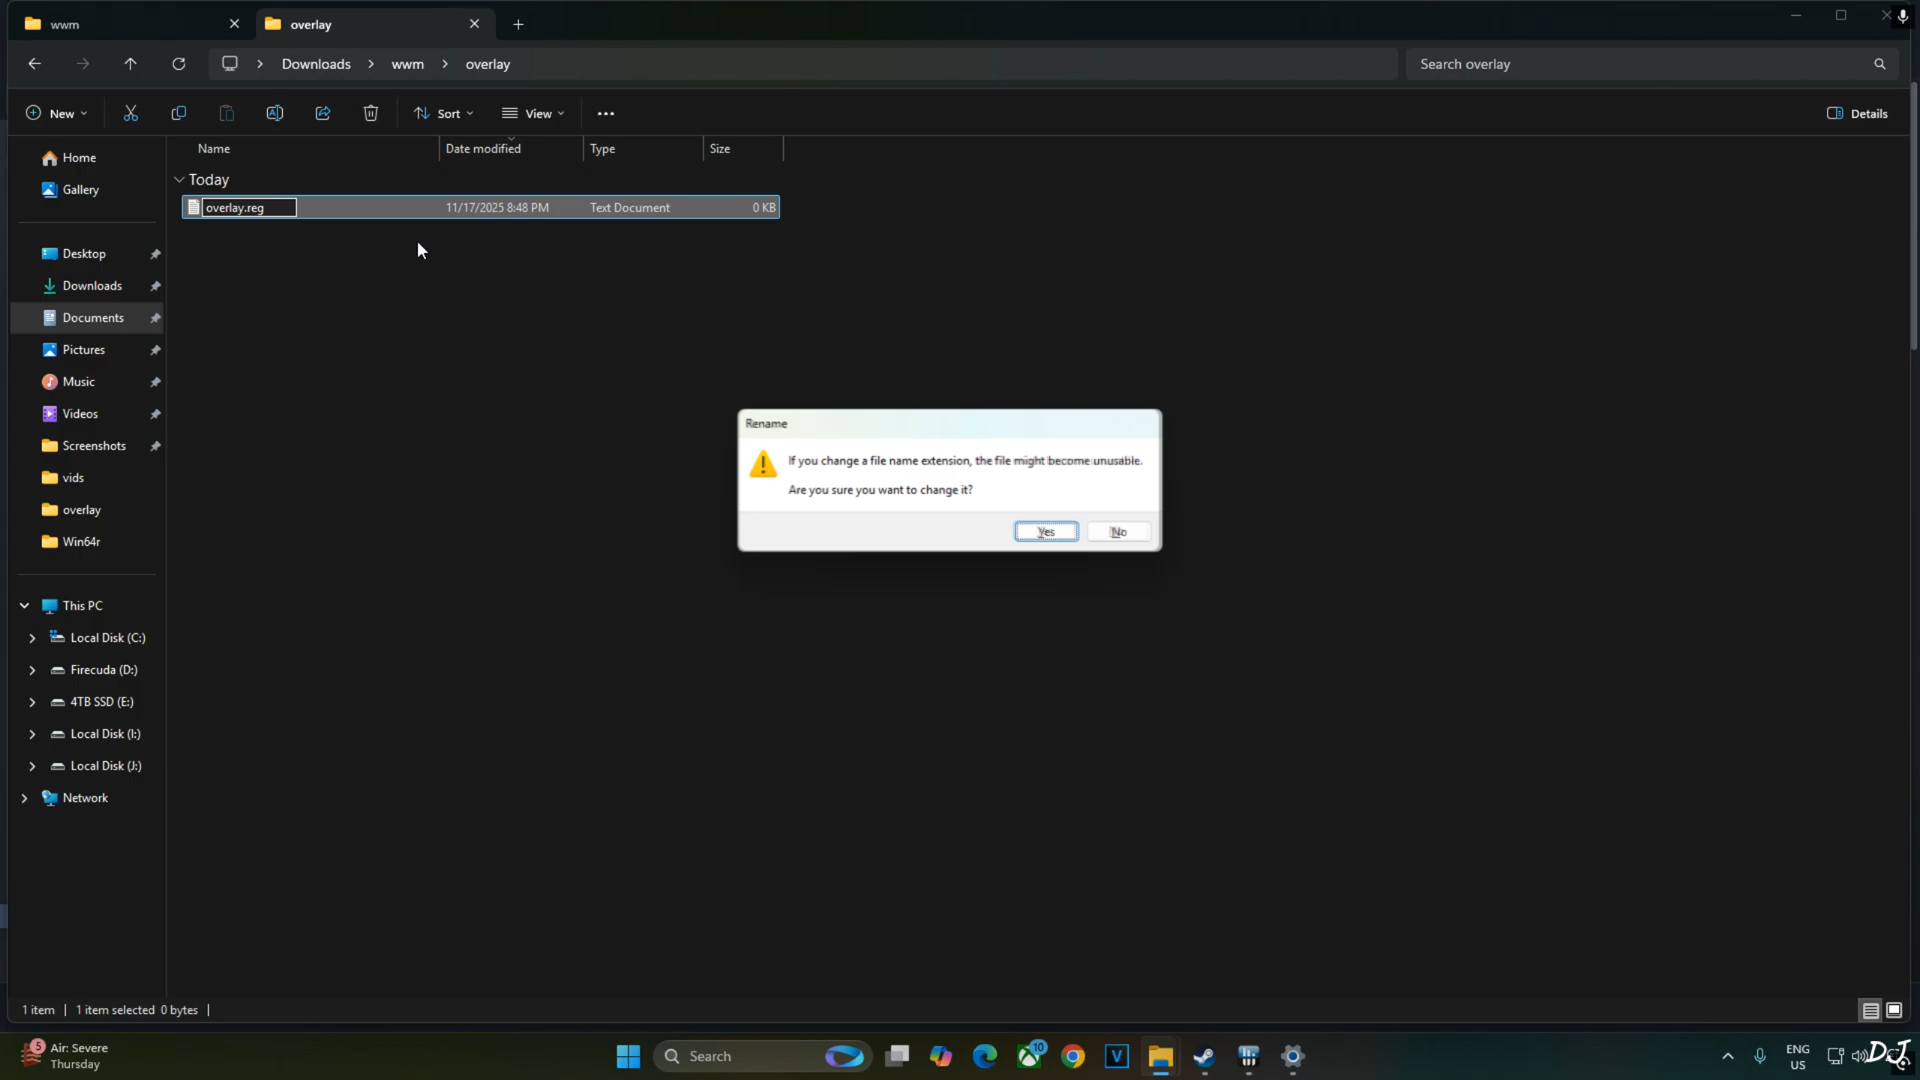 wwm
overlay
Downloads
wwm
overlay
Search overlay
New
Sort
View
Details
Name
Date modified
Type
Size
Today
overlay.reg
11/17/2025 8:48 PM
Text Document
0 KB
Home
Gallery
Desktop
Downloads
Documents
Pictures
Music
Videos
Screenshots
vids
overlay
Win64r
This PC
Local Disk (C:)
Firecuda (D:)
4TB SSD (E:)
Local Disk (I:)
Local Disk (J:)
Network
Rename
If you change a file name extension, the file might become unusable.
Are you sure you want to change it?
Yes
No
1 item
1 item selected 0 bytes
5
Air: Severe
Thursday
Search
10
V
ENG
US
DJ